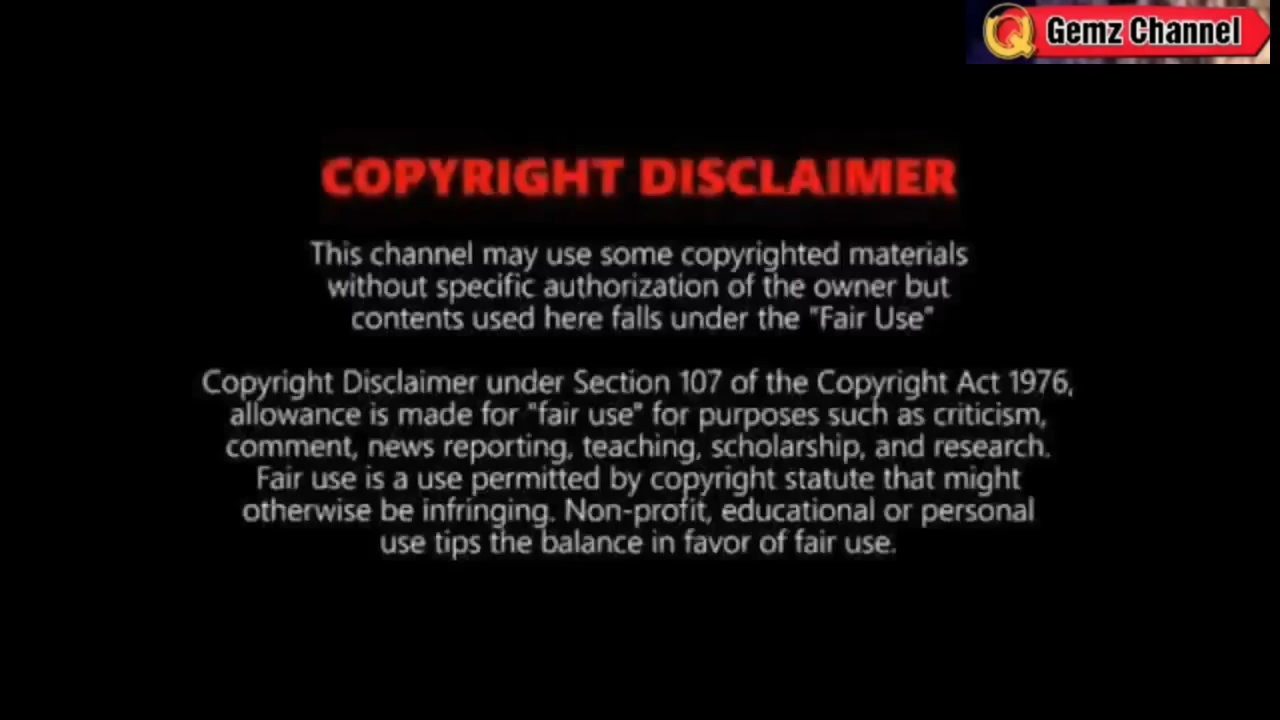 Gemz Channel
COPYRIGHT DISCLAIMER
This channel may use some copyrighted materials
without specific authorization of the owner but
contents used here falls under the "Fair Use"
Copyright Disclaimer under Section 107 of the Copyright Act 1976,
allowance is made for "fair use" for purposes such as criticism,
comment, news reporting, teaching, scholarship, and research.
Fair use is a use permitted by copyright statute that might
otherwise be infringing. Non-profit, educational or personal
use tips the balance in favor of fair use.